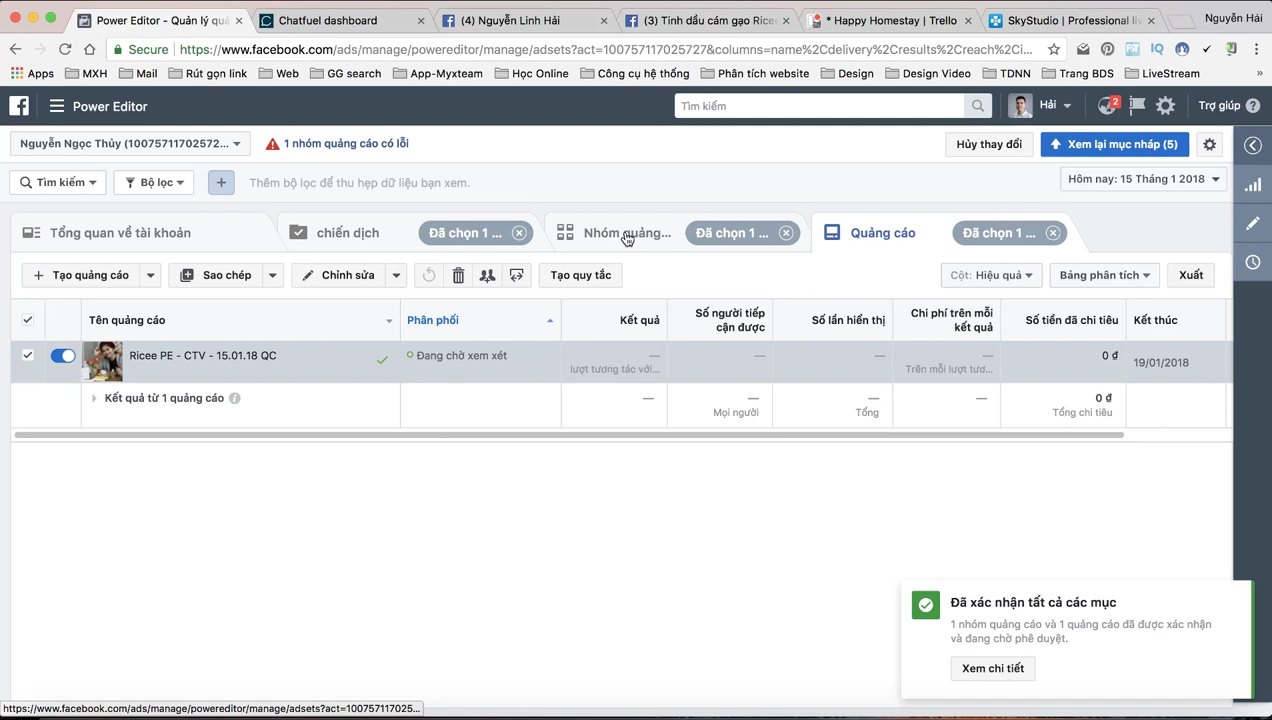 Power Editor - Quản lý quả
Chatfuel dashboard
(4) Nguyễn Linh Hải
(3) Tinh dầu cám gạo Ricee
* Happy Homestay | Trello
SkyStudio | Professional liv
Nguyễn Hải
Secure
https://www.facebook.com/ads/manage/powereditor/manage/adsets?act=100757117025727&columns=name%2Cdelivery%2Cresults%2Creach%2Ci...
Apps
MXH
Mail
Rút gọn link
Web
GG search
App-Myxteam
Học Online
Công cụ hệ thống
Phân tích website
Design
Design Video
TDNN
Trang BDS
LiveStream
»
Power Editor
Tìm kiếm
Hải
2
Trợ giúp
Nguyễn Ngọc Thủy (10075711702572...
1 nhóm quảng cáo có lỗi
Hủy thay đổi
Xem lại mục nháp (5)
Tìm kiếm
Bộ lọc
+
Thêm bộ lọc để thu hẹp dữ liệu bạn xem.
Hôm nay: 15 Tháng 1 2018
Tổng quan về tài khoản
chiến dịch
Đã chọn 1 ...
Nhóm quảng...
Đã chọn 1 ...
Quảng cáo
Đã chọn 1 ...
+ Tạo quảng cáo
Sao chép
Chỉnh sửa
Tạo quy tắc
Cột: Hiệu quả
Bảng phân tích
Xuất
Tên quảng cáo
Phân phối
Kết quả
Số người tiếp cận được
Số lần hiển thị
Chi phí trên mỗi kết quả
Số tiền đã chi tiêu
Kết thúc
Ricee PE - CTV - 15.01.18 QC
Đang chờ xem xét
—
lượt tương tác với...
—
—
—
Trên mỗi lượt tươ...
0 ₫
19/01/2018
Kết quả từ 1 quảng cáo
—
—
Mọi người
—
Tổng
—
0 ₫
Tổng chi tiêu
Đã xác nhận tất cả các mục
1 nhóm quảng cáo và 1 quảng cáo đã được xác nhận
và đang chờ phê duyệt.
Xem chi tiết
https://www.facebook.com/ads/manage/powereditor/manage/adsets?act=100757117025...